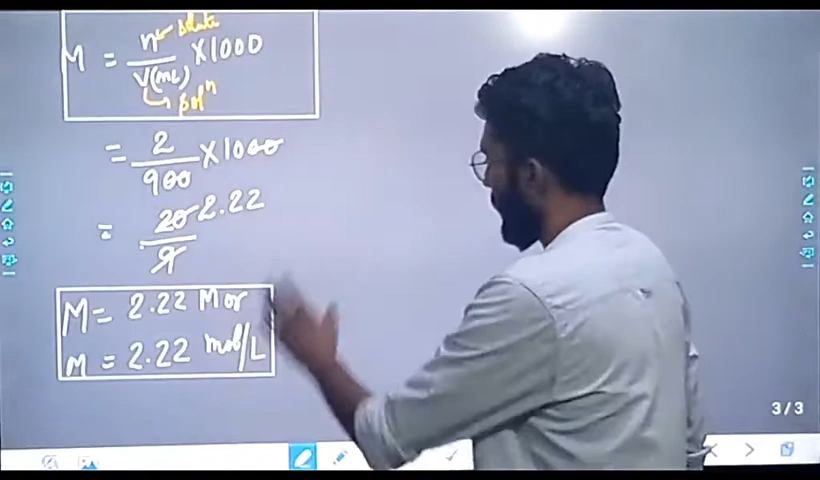 M = n ← Solute / V(mL) × 1000
↳ Solⁿ
= 2/900 × 1000
= 20/9 2.22
M = 2.22 M or
M = 2.22 mol/L
3/3